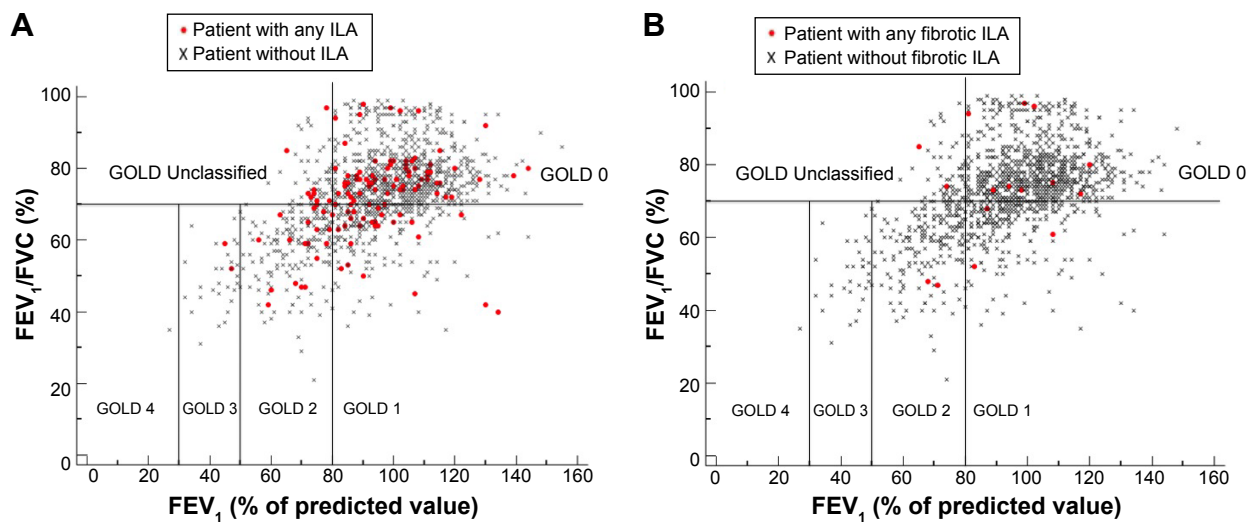 A
Patient with any ILA
Patient without ILA
FEV1/FVC (%)
100
80
60
40
20
0
GOLD Unclassified
GOLD 0
GOLD 4
GOLD 3
GOLD 2
GOLD 1
0 20 40 60 80 100 120 140 160
FEV1 (% of predicted value)
B
Patient with any fibrotic ILA
Patient without fibrotic ILA
FEV1/FVC (%)
100
80
60
40
20
0
GOLD Unclassified
GOLD 0
GOLD 4
GOLD 3
GOLD 2
GOLD 1
0 20 40 60 80 100 120 140 160
FEV1 (% of predicted value)